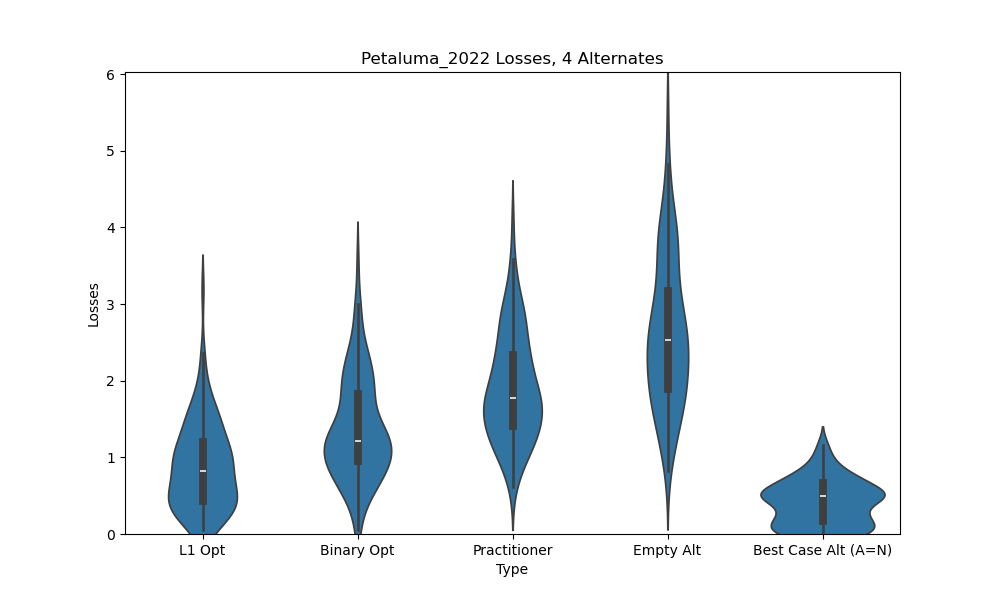 Petaluma_2022 Losses, 4 Alternates
Losses
6
5
4
3
2
1
0
L1 Opt
Binary Opt
Practitioner
Empty Alt
Best Case Alt (A=N)
Type